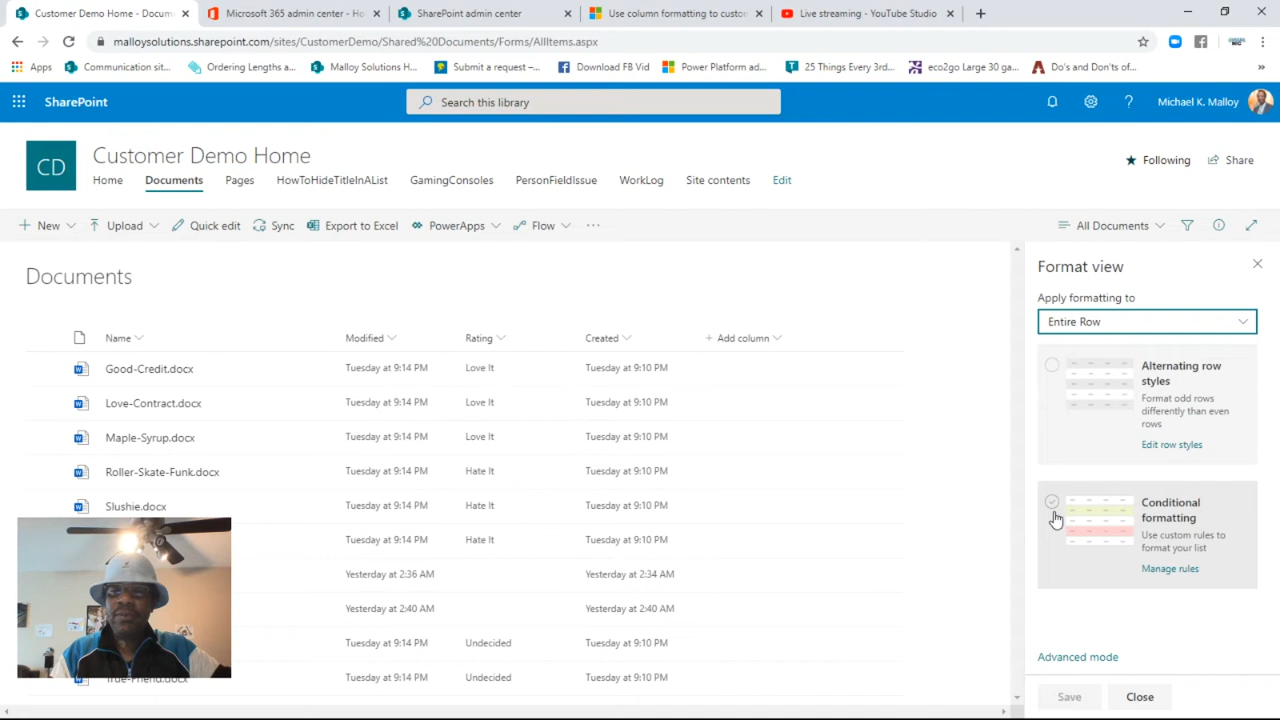 Customer Demo Home - Docum
Microsoft 365 admin center - Ho
SharePoint admin center
Use column formatting to custo
Live streaming - YouTube Studio
malloysolutions.sharepoint.com/sites/CustomerDemo/Shared%20Documents/Forms/AllItems.aspx
Apps
Communication sit...
Ordering Lengths a...
Malloy Solutions H...
Submit a request –...
Download FB Vid
Power Platform ad...
25 Things Every 3rd...
eco2go Large 30 ga...
Do's and Don'ts of...
SharePoint
Search this library
Michael K. Malloy
CD
Customer Demo Home
Following
Share
Home
Documents
Pages
HowToHideTitleInAList
GamingConsoles
PersonFieldIssue
WorkLog
Site contents
Edit
New
Upload
Quick edit
Sync
Export to Excel
PowerApps
Flow
All Documents
Documents
Name
Modified
Rating
Created
+ Add column
Good-Credit.docx
Tuesday at 9:14 PM
Love It
Tuesday at 9:10 PM
Love-Contract.docx
Tuesday at 9:14 PM
Love It
Tuesday at 9:10 PM
Maple-Syrup.docx
Tuesday at 9:14 PM
Love It
Tuesday at 9:10 PM
Roller-Skate-Funk.docx
Tuesday at 9:14 PM
Hate It
Tuesday at 9:10 PM
Slushie.docx
Tuesday at 9:14 PM
Hate It
Tuesday at 9:10 PM
Tuesday at 9:14 PM
Hate It
Tuesday at 9:10 PM
Yesterday at 2:36 AM
Yesterday at 2:34 AM
Yesterday at 2:40 AM
Yesterday at 2:40 AM
Tuesday at 9:14 PM
Undecided
Tuesday at 9:10 PM
True-Friend.docx
Tuesday at 9:14 PM
Undecided
Tuesday at 9:10 PM
Format view
Apply formatting to
Entire Row
Alternating row
styles
Format odd rows
differently than even
rows
Edit row styles
Conditional
formatting
Use custom rules to
format your list
Manage rules
Advanced mode
Save
Close